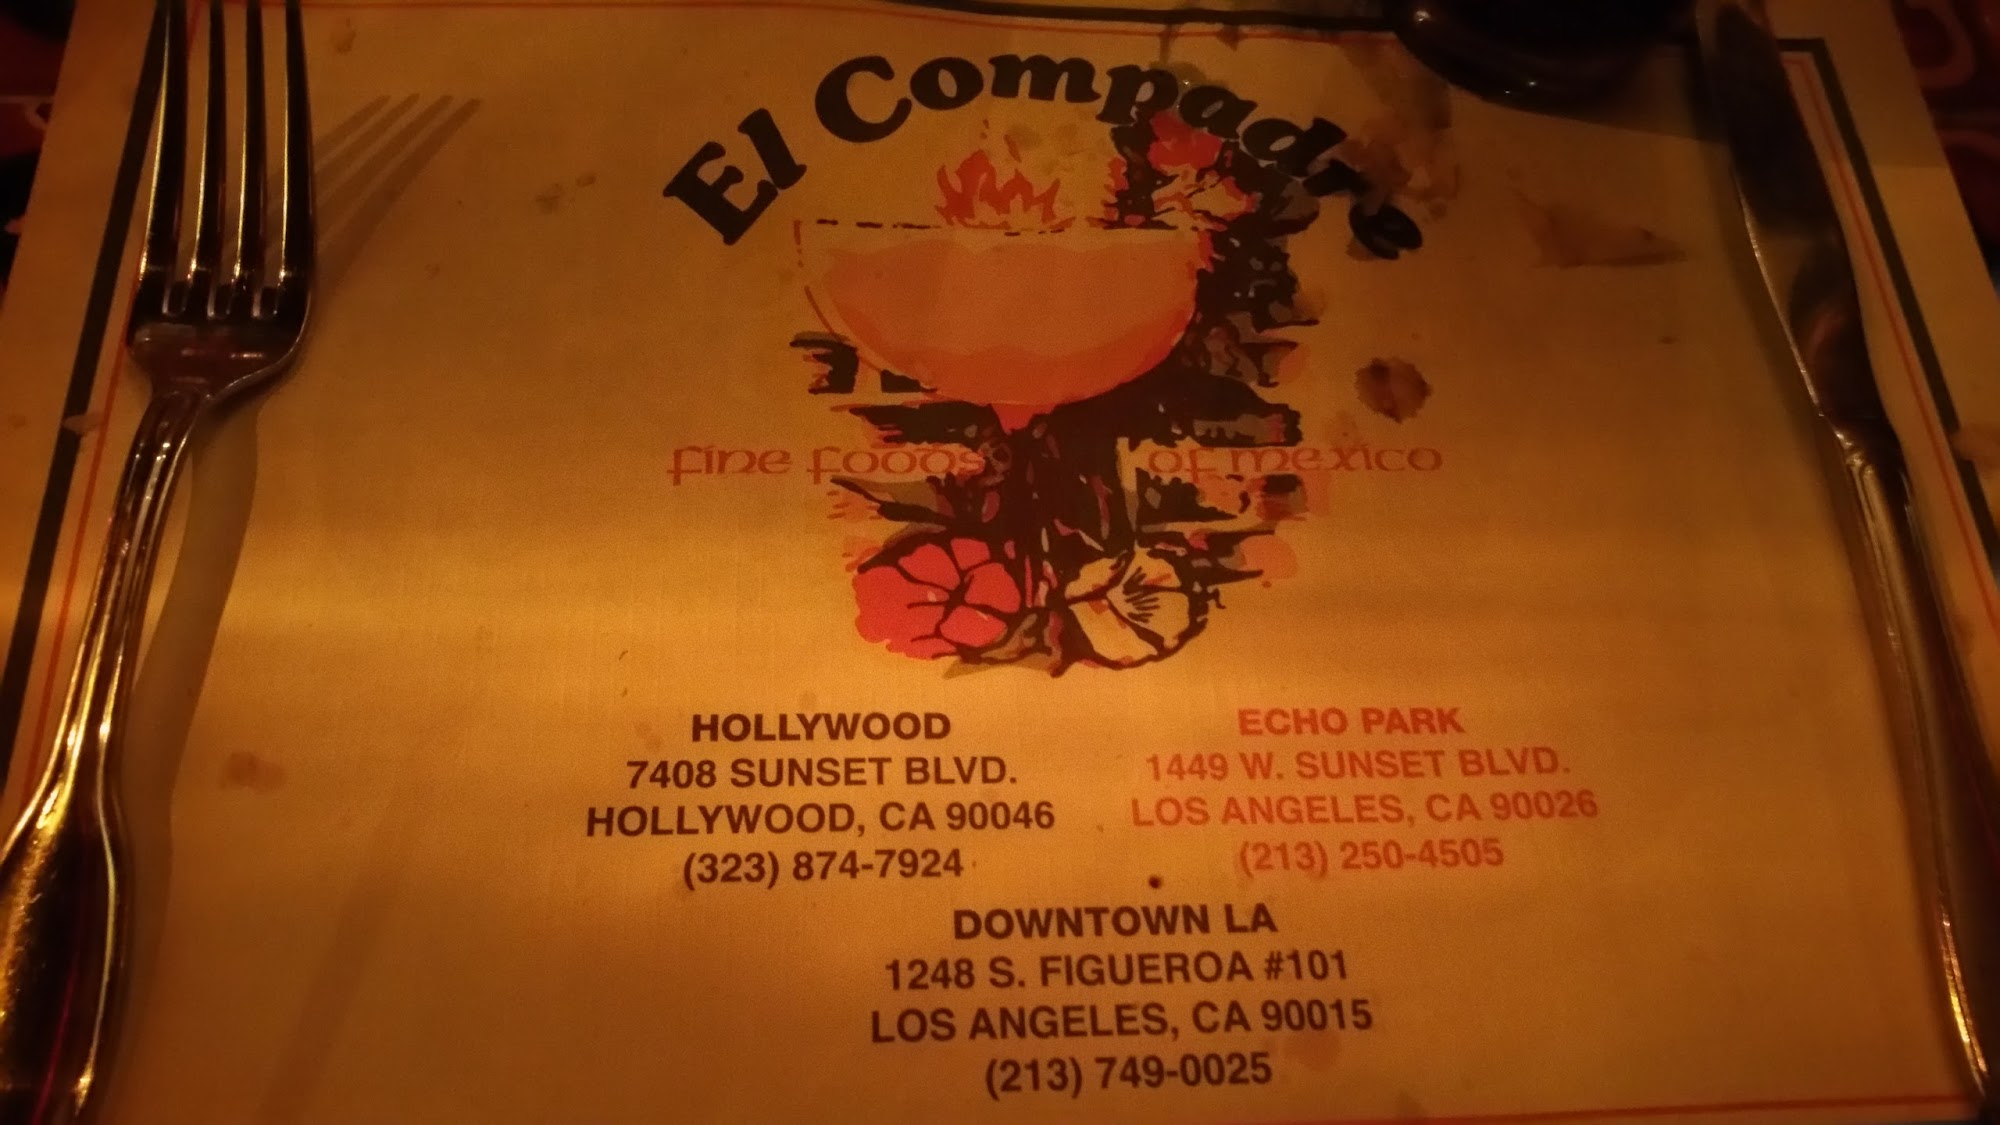 El Compadre
fine foods of mexico
HOLLYWOOD
7408 SUNSET BLVD.
HOLLYWOOD, CA 90046
(323) 874-7924
ECHO PARK
1449 W. SUNSET BLVD.
LOS ANGELES, CA 90026
(213) 250-4505
DOWNTOWN LA
1248 S. FIGUEROA #101
LOS ANGELES, CA 90015
(213) 749-0025